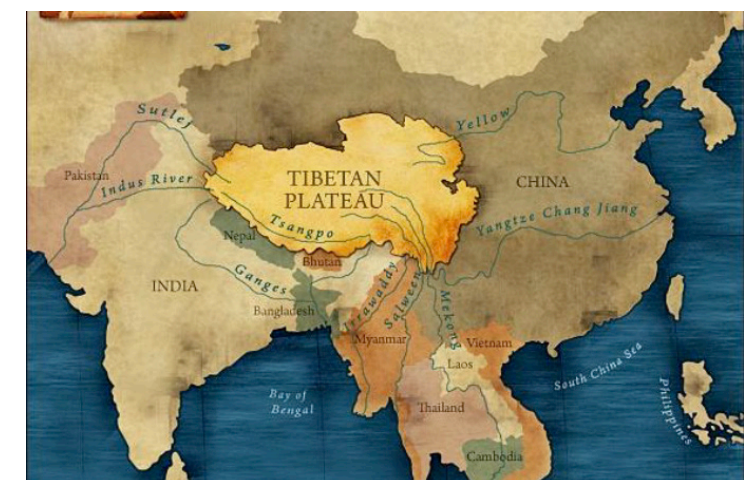 Sutlej
Yellow
Pakistan
Indus River
TIBETAN
PLATEAU
CHINA
Tsangpo
Yangtze Chang Jiang
Nepal
Bhutan
Ganges
INDIA
Bangladesh
Irrawaddy
Salween
Mekong
Myanmar
Vietnam
Laos
South China Sea
Philippines
Bay of
Bengal
Thailand
Cambodia